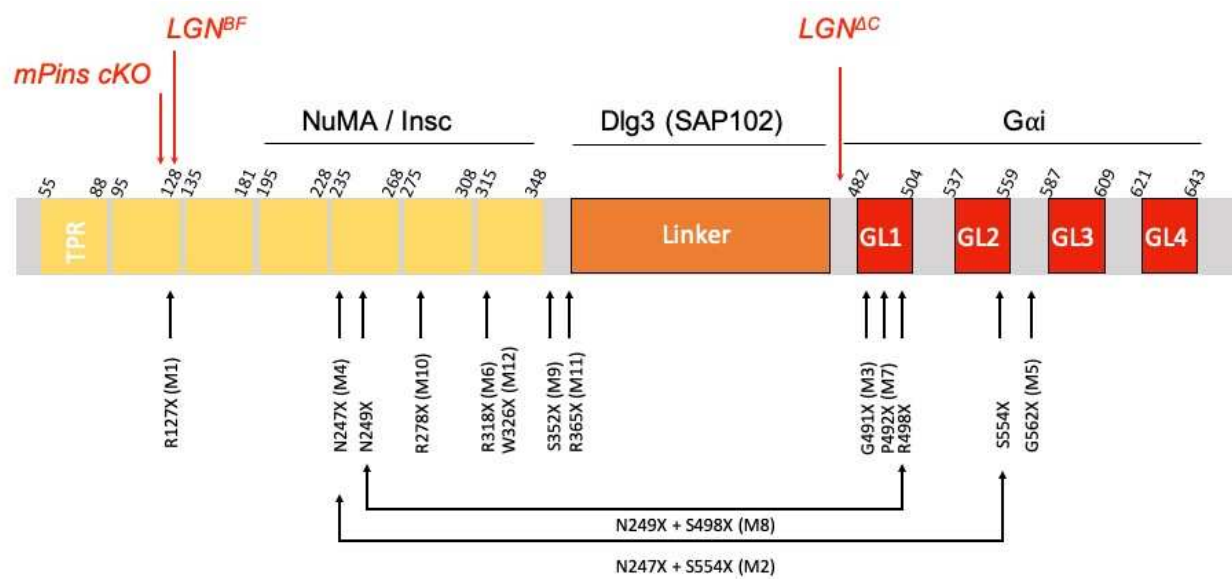 LGN^BF
LGN^ΔC
mPins cKO
NuMA / Insc
Dlg3 (SAP102)
Gαi
55 88 95 128 135 181 195 228 235 268 275 308 315 348 482 504 537 559 587 609 621 643
TPR
Linker
GL1
GL2
GL3
GL4
R127X (M1)
N247X (M4)
N249X
R278X (M10)
R318X (M6)
W326X (M12)
S352X (M9)
R365X (M11)
G491X (M3)
P492X (M7)
R498X
S554X
G562X (M5)
N249X + S498X (M8)
N247X + S554X (M2)